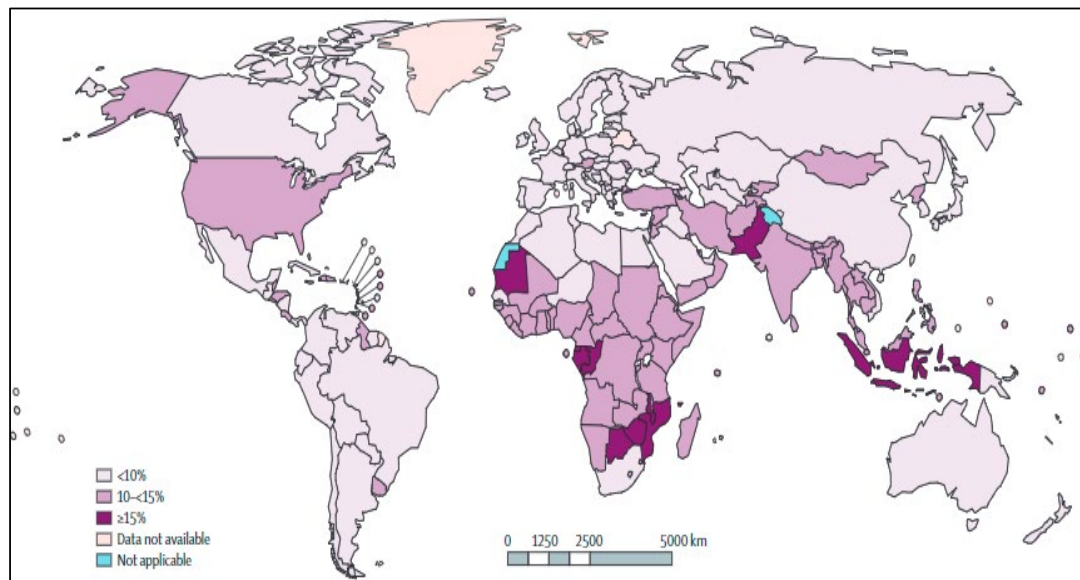 <10%
10–<15%
≥15%
Data not available
Not applicable
0 1250 2500 5000 km